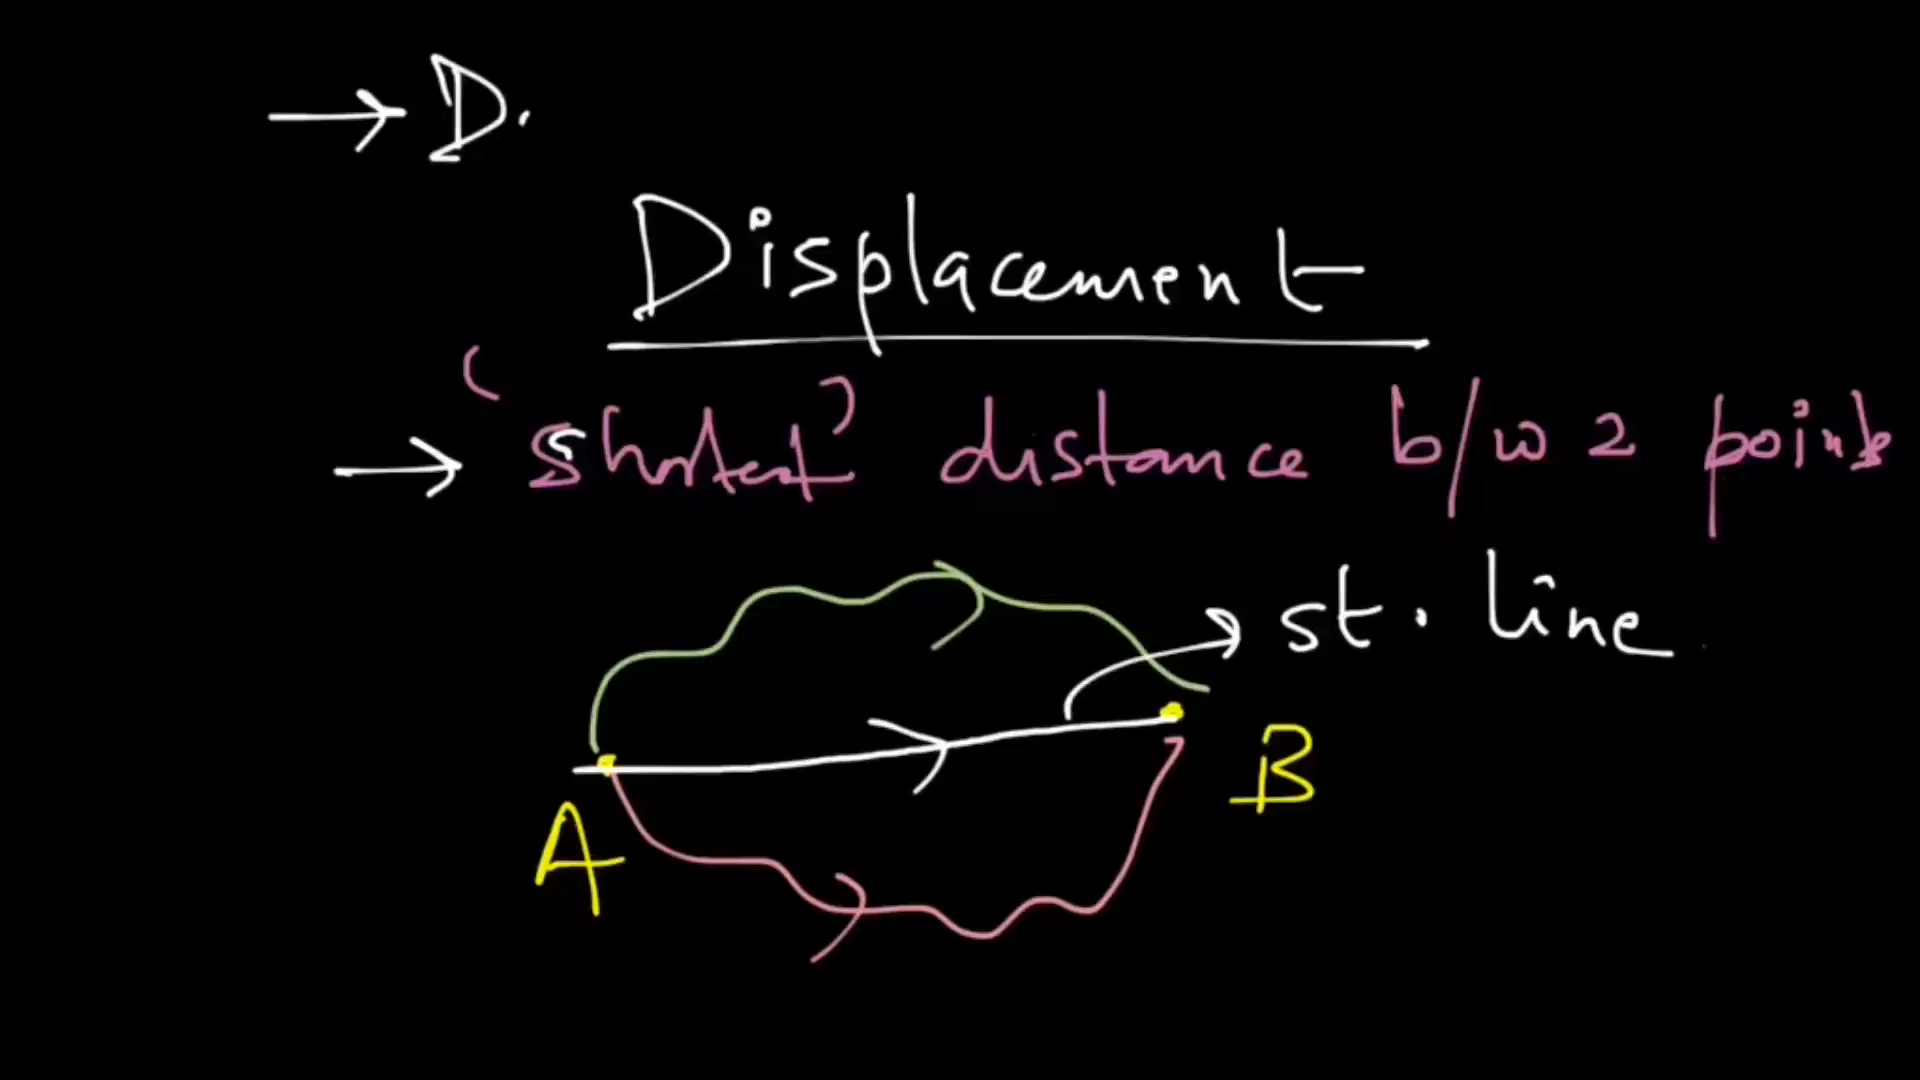 → D.
Displacement
→ 'Shortest' distance b/w 2 points
st. line
A
B